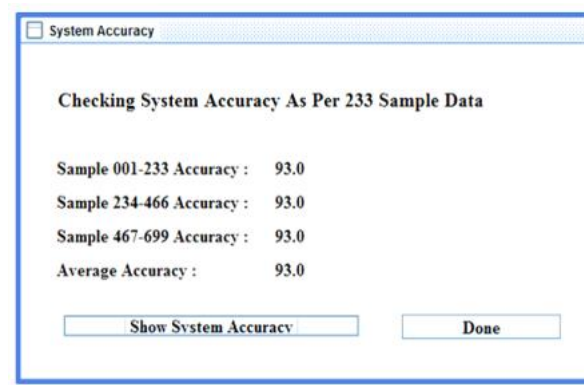 System Accuracy
Checking System Accuracy As Per 233 Sample Data
Sample 001-233 Accuracy : 93.0
Sample 234-466 Accuracy : 93.0
Sample 467-699 Accuracy : 93.0
Average Accuracy : 93.0
Show System Accuracy Done